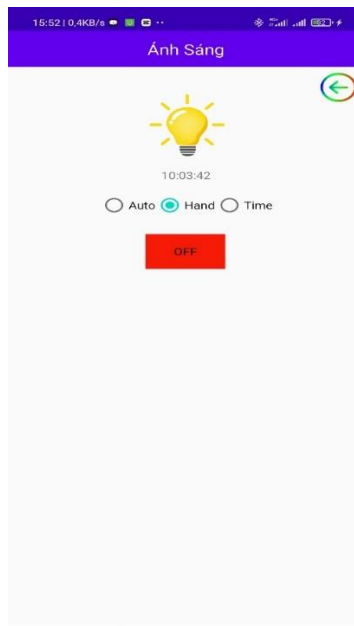 15:52 | 0,4KB/s
Ánh Sáng
10:03:42
Auto Hand Time
OFF